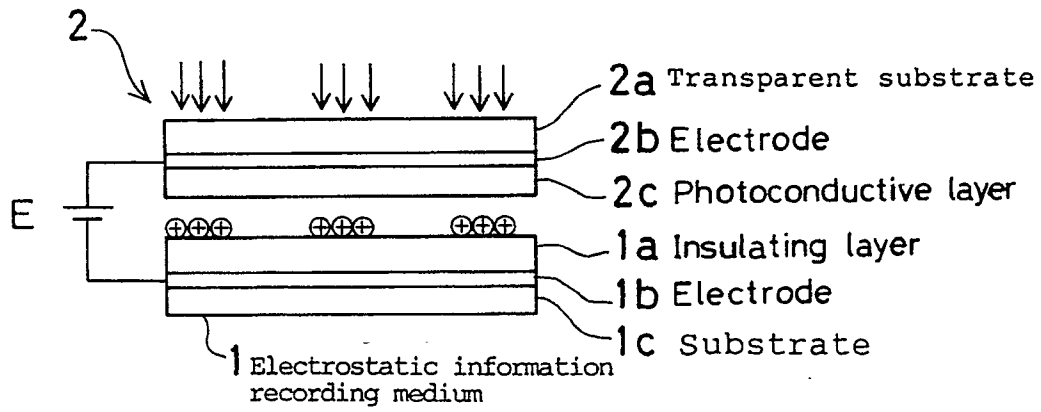 2
2a Transparent substrate
2b Electrode
2c Photoconductive layer
E
+++ +++ +++
1a Insulating layer
1b Electrode
1c Substrate
1 Electrostatic information
recording medium